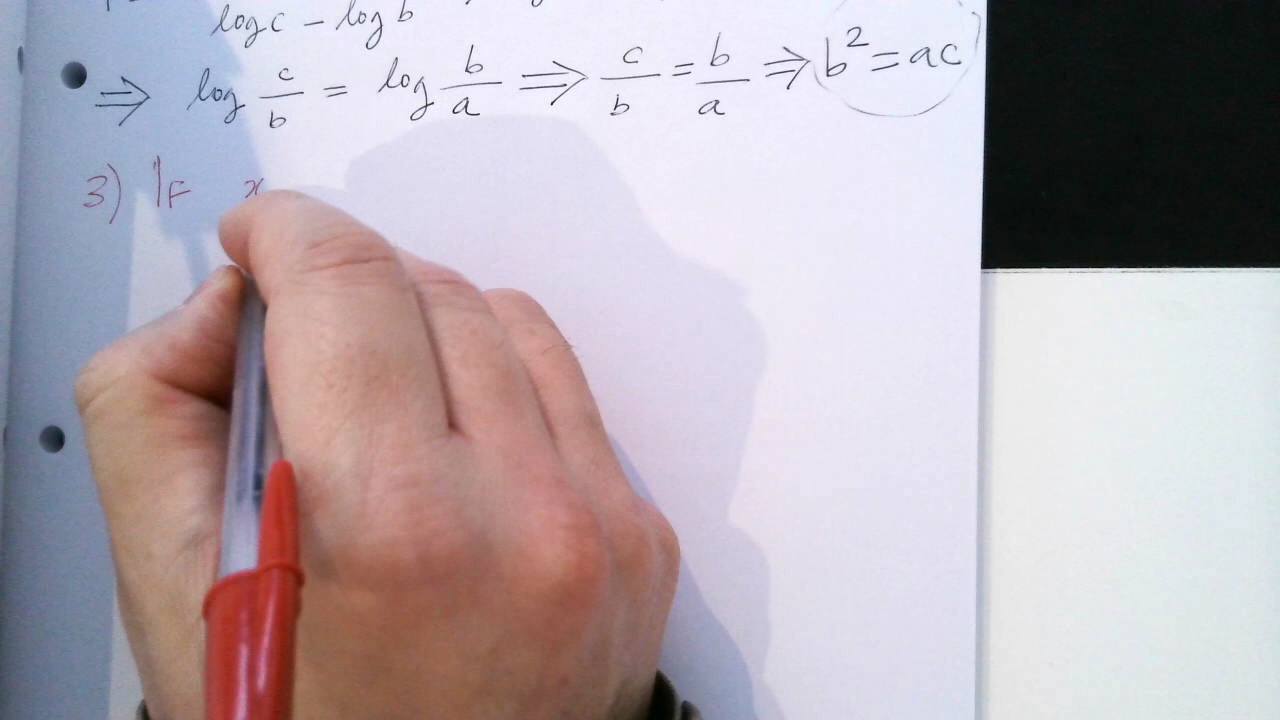 log c - log b
⇒ log c/b = log b/a ⇒ c/b = b/a ⇒ b² = ac
3) IF x